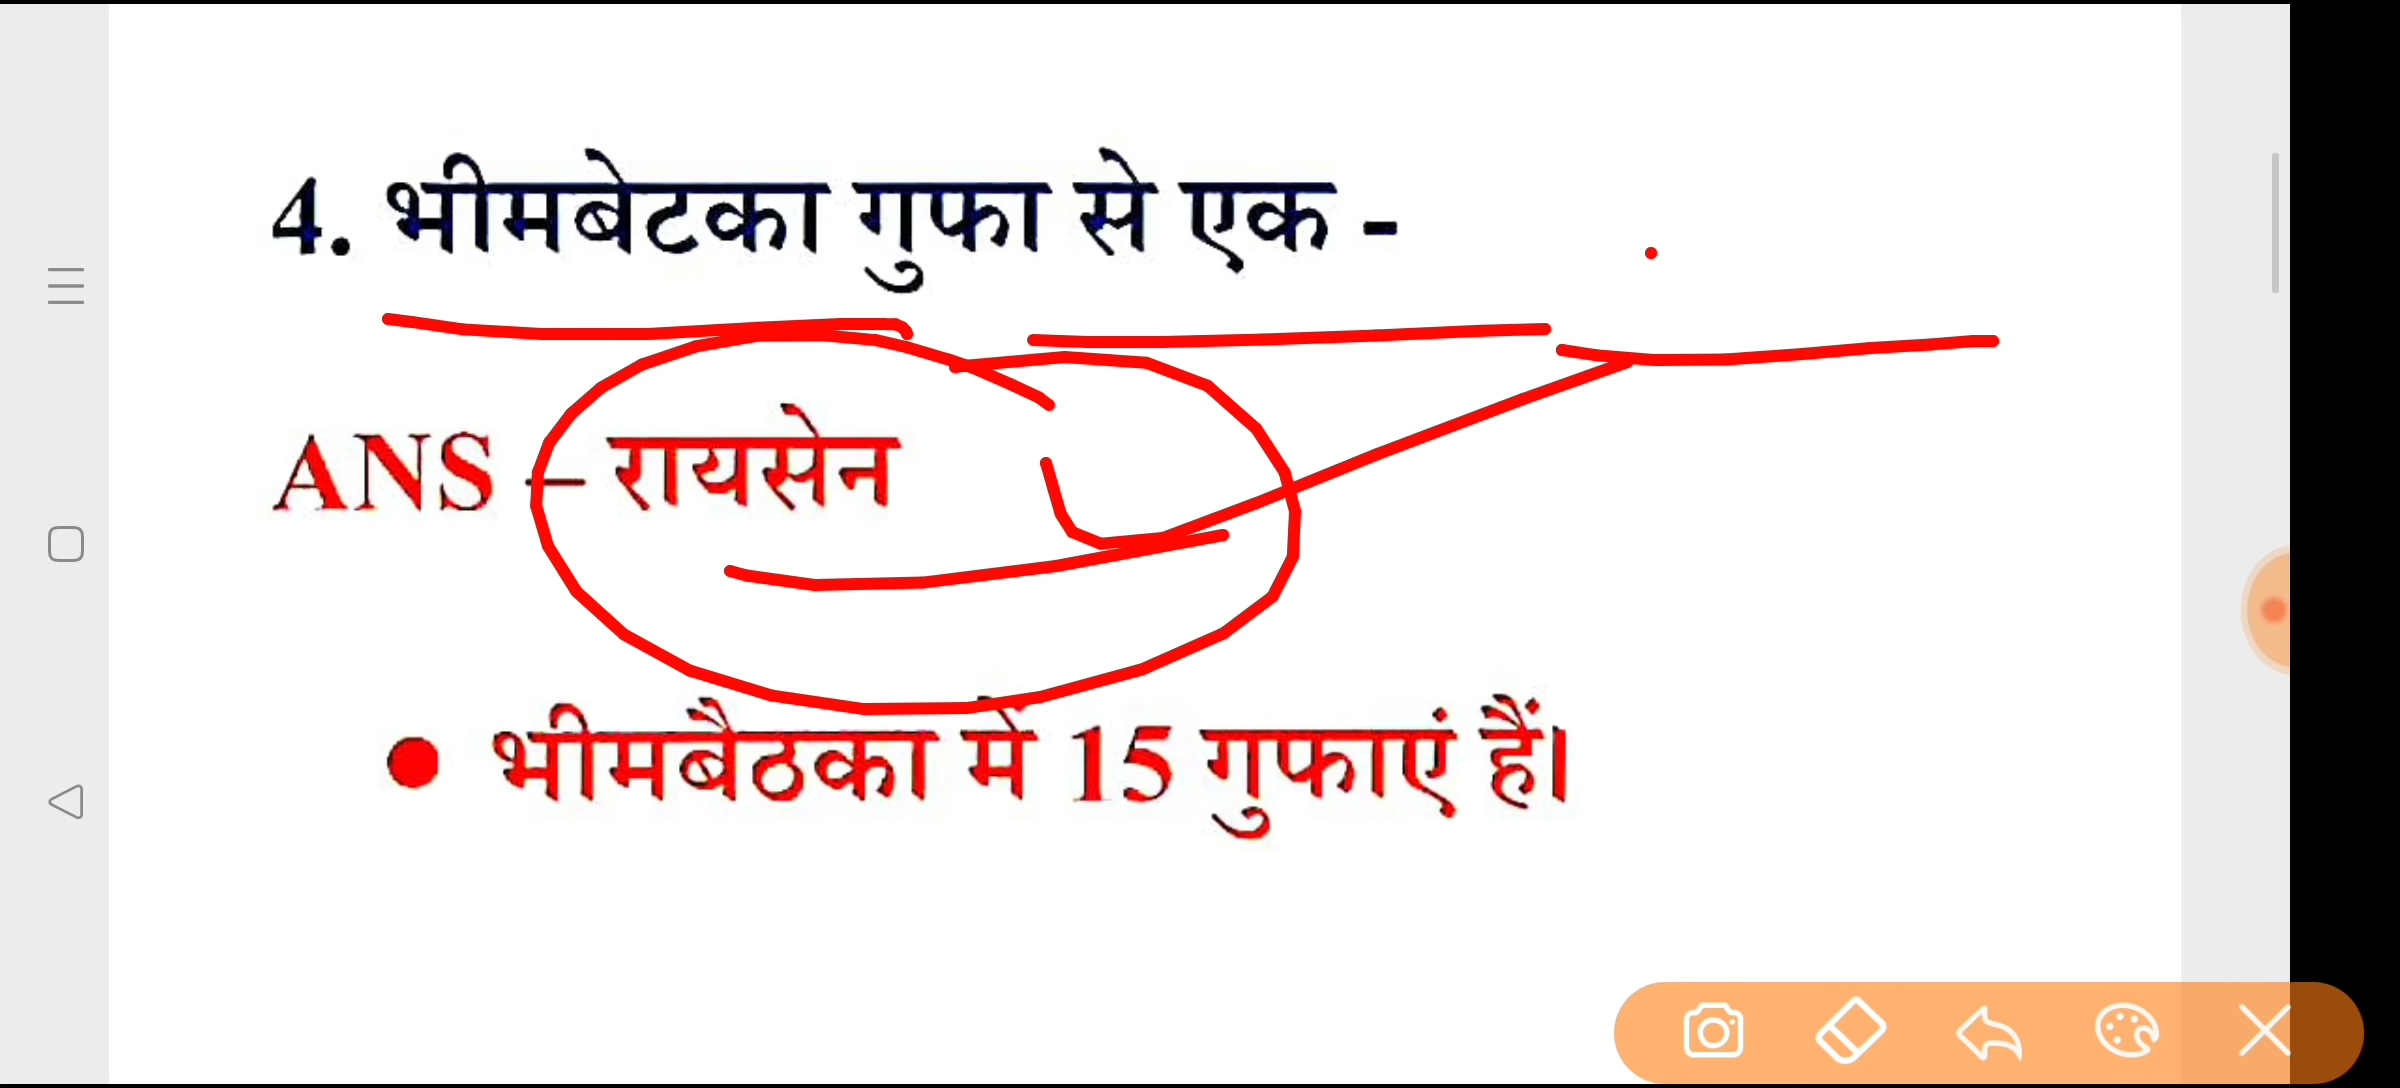 4. भीमबेटका गुफा से एक -
ANS – रायसेन
● भीमबैठका में 15 गुफाएं हैं।